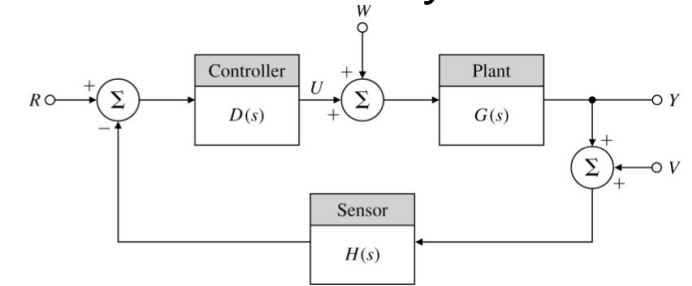 W
Controller
Plant
R
+
Σ
−
D(s)
U
+
+
Σ
G(s)
Y
+
Σ
V
+
Sensor
H(s)